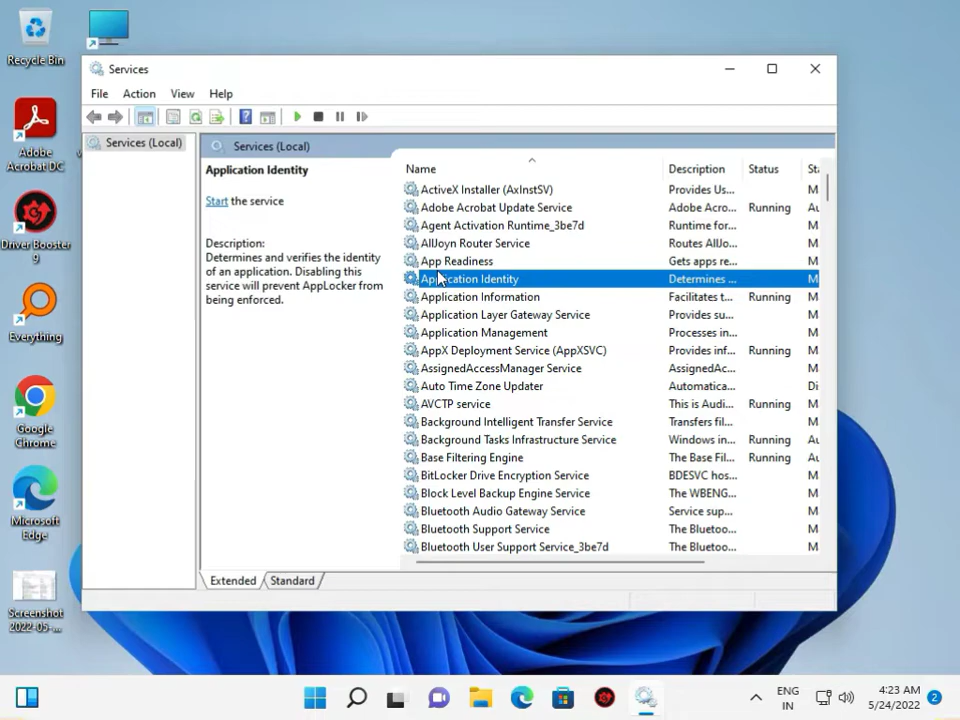 Recycle Bin
Adobe
Acrobat DC
Driver Booster
9
Everything
Google
Chrome
Microsoft
Edge
Screenshot
2022-05-...
Services
File Action View Help
Services (Local)
Services (Local)
Application Identity
Start the service
Description:
Determines and verifies the identity
of an application. Disabling this
service will prevent AppLocker from
being enforced.
Name Description Status Sta
ActiveX Installer (AxInstSV) Provides Us... M
Adobe Acrobat Update Service Adobe Acro... Running Au
Agent Activation Runtime_3be7d Runtime for... M
AllJoyn Router Service Routes AllJo... M
App Readiness Gets apps re... M
Application Identity Determines ... M
Application Information Facilitates t... Running M
Application Layer Gateway Service Provides su... M
Application Management Processes in... M
AppX Deployment Service (AppXSVC) Provides inf... Running M
AssignedAccessManager Service AssignedAc... M
Auto Time Zone Updater Automatica... Di
AVCTP service This is Audi... Running M
Background Intelligent Transfer Service Transfers fil... M
Background Tasks Infrastructure Service Windows in... Running Au
Base Filtering Engine The Base Fil... Running Au
BitLocker Drive Encryption Service BDESVC hos... M
Block Level Backup Engine Service The WBENG... M
Bluetooth Audio Gateway Service Service sup... M
Bluetooth Support Service The Bluetoo... M
Bluetooth User Support Service_3be7d The Bluetoo... M
Extended Standard
ENG
IN
4:23 AM
5/24/2022
2